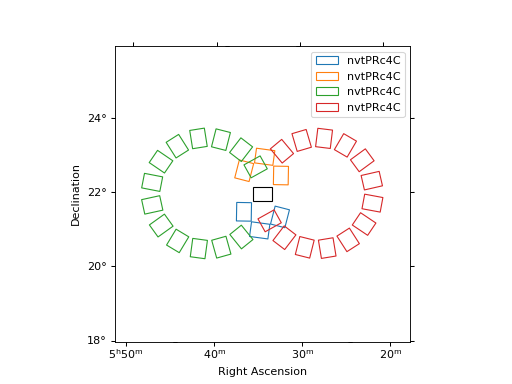 nvtPRc4C
nvtPRc4C
nvtPRc4C
nvtPRc4C
24°
22°
20°
18°
Declination
5ʰ50ᵐ 40ᵐ 30ᵐ 20ᵐ
Right Ascension